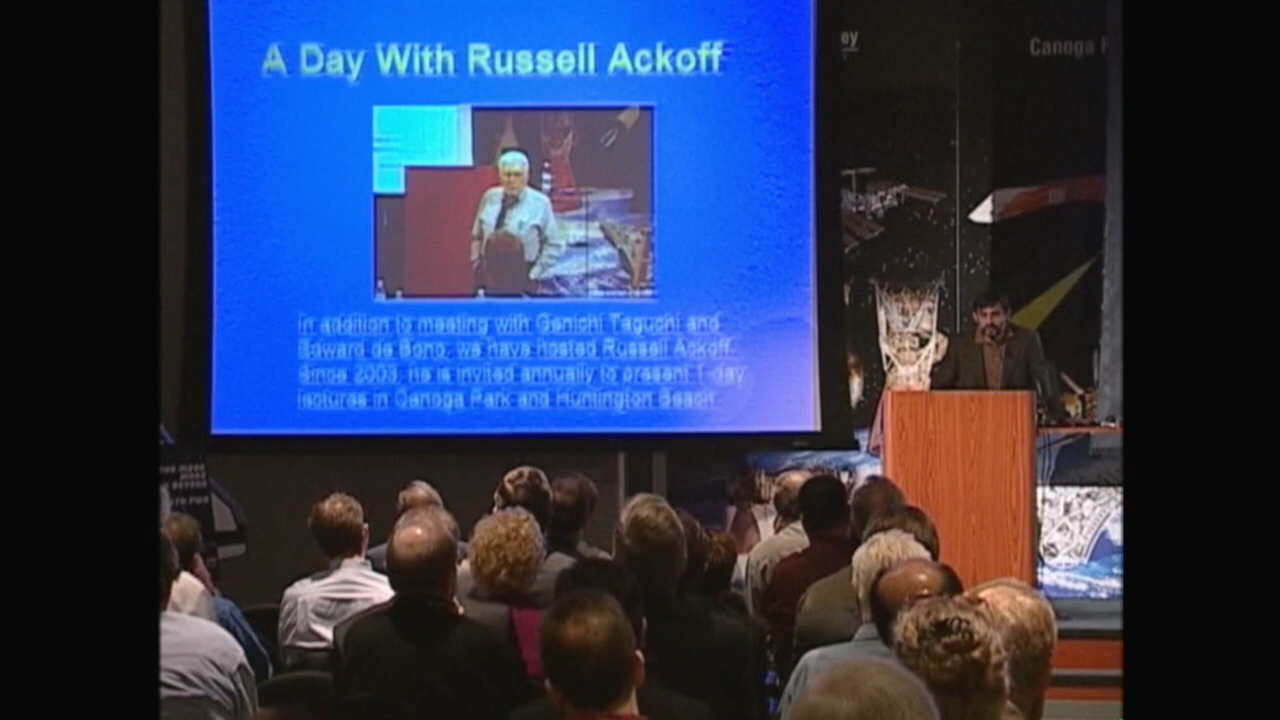 A Day With Russell Ackoff
In addition to meeting with Genichi Taguchi and
Edward de Bono, we have hosted Russell Ackoff.
Since 2003, he is invited annually to present 1-day
lectures in Canoga Park and Huntington Beach.
ey
Canoga